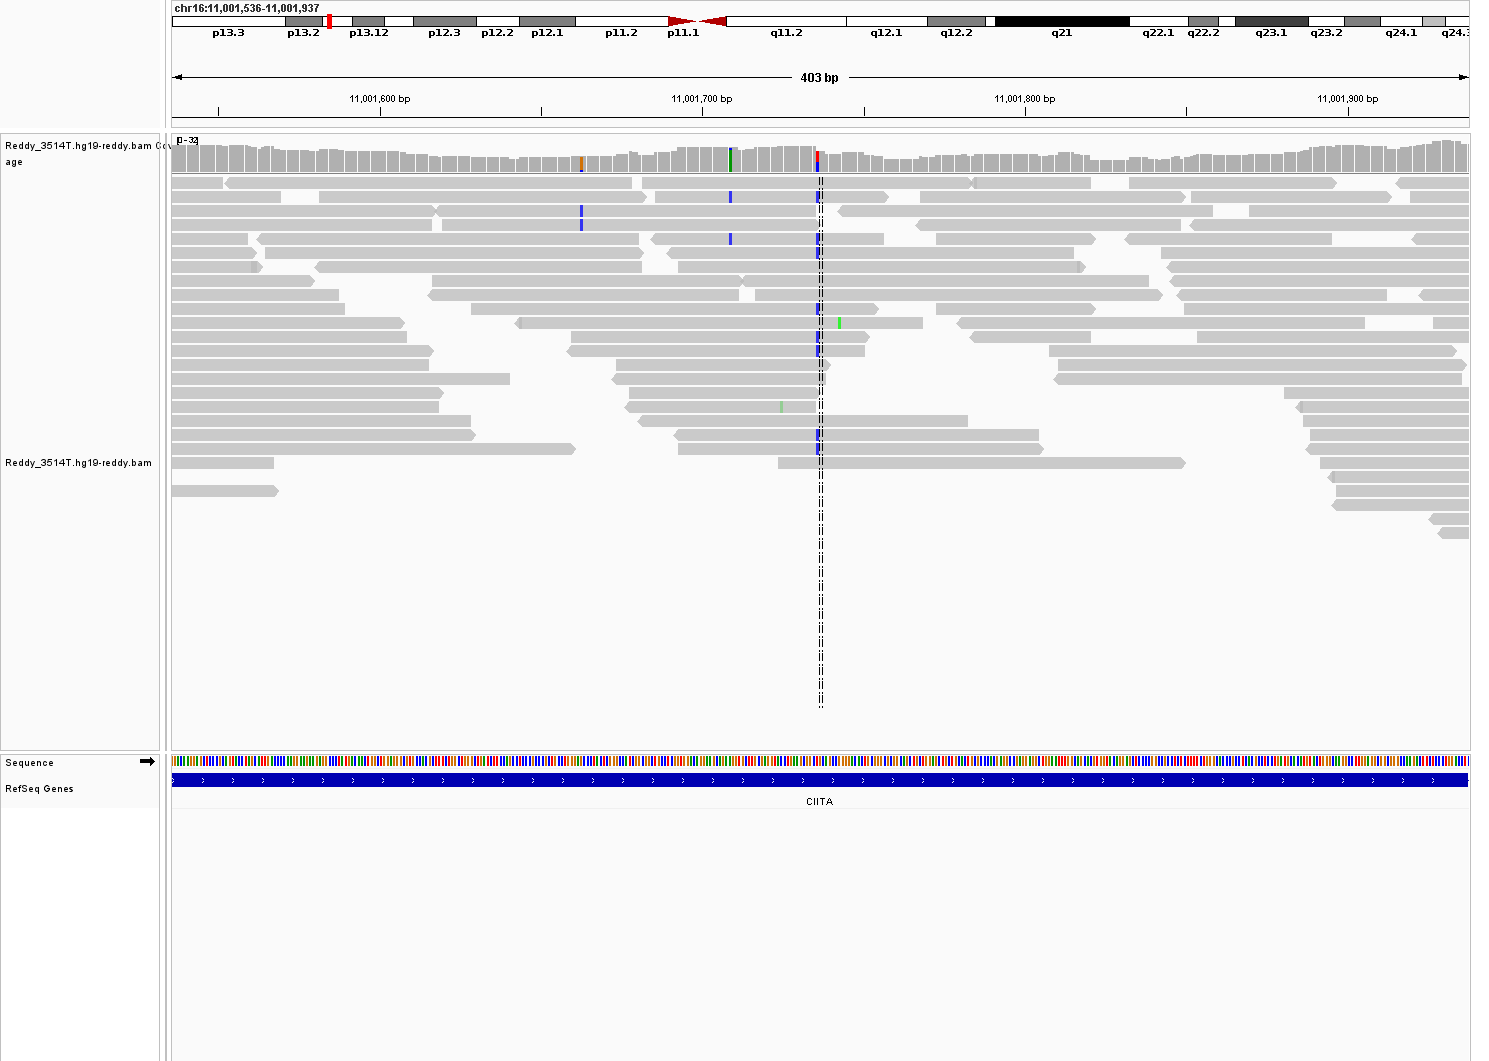 chr16:11,001,536-11,001,937
p13.3 p13.2 p13.12 p12.3 p12.2 p12.1 p11.2 p11.1 q11.2 q12.1 q12.2 q21 q22.1 q22.2 q23.1 q23.2 q24.1 q24.3
403 bp
11,001,600 bp 11,001,700 bp 11,001,800 bp 11,001,900 bp
[0-32]
Reddy_3514T.hg19-reddy.bam Cov
age
Reddy_3514T.hg19-reddy.bam
Sequence
RefSeq Genes
CIITA